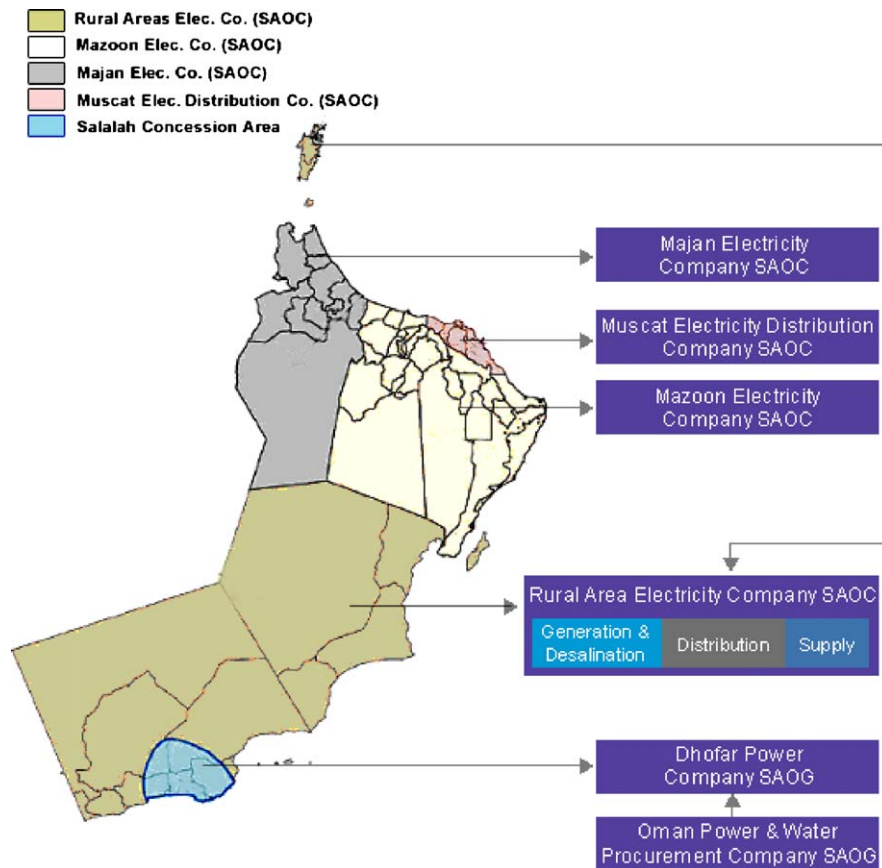 Rural Areas Elec. Co. (SAOC)
Mazoon Elec. Co. (SAOC)
Majan Elec. Co. (SAOC)
Muscat Elec. Distribution Co. (SAOC)
Salalah Concession Area
Majan Electricity
Company SAOC
Muscat Electricity Distribution
Company SAOC
Mazoon Electricity
Company SAOC
Rural Area Electricity Company SAOC
Generation &
Desalination
Distribution
Supply
Dhofar Power
Company SAOG
Oman Power & Water
Procurement Company SAOG